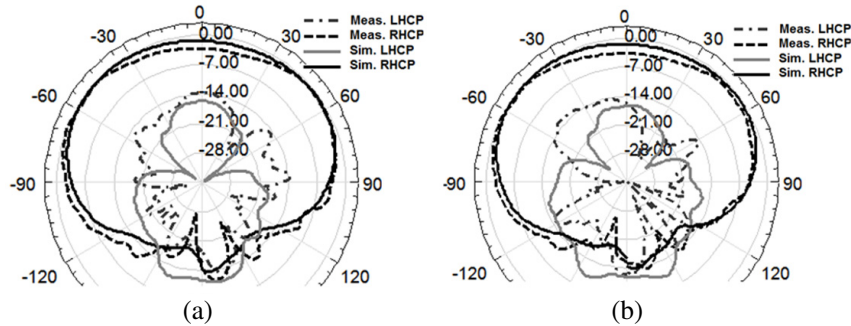 0
-30
30
-60
60
-90
90
-120
120
0.00
-7.00
-14.00
-21.00
-28.00
Meas. LHCP
Meas. RHCP
Sim. LHCP
Sim. RHCP
(a)
0
-30
30
-60
60
-90
90
-120
120
0.00
-7.00
-14.00
-21.00
-28.00
Meas. LHCP
Meas. RHCP
Sim. LHCP
Sim. RHCP
(b)